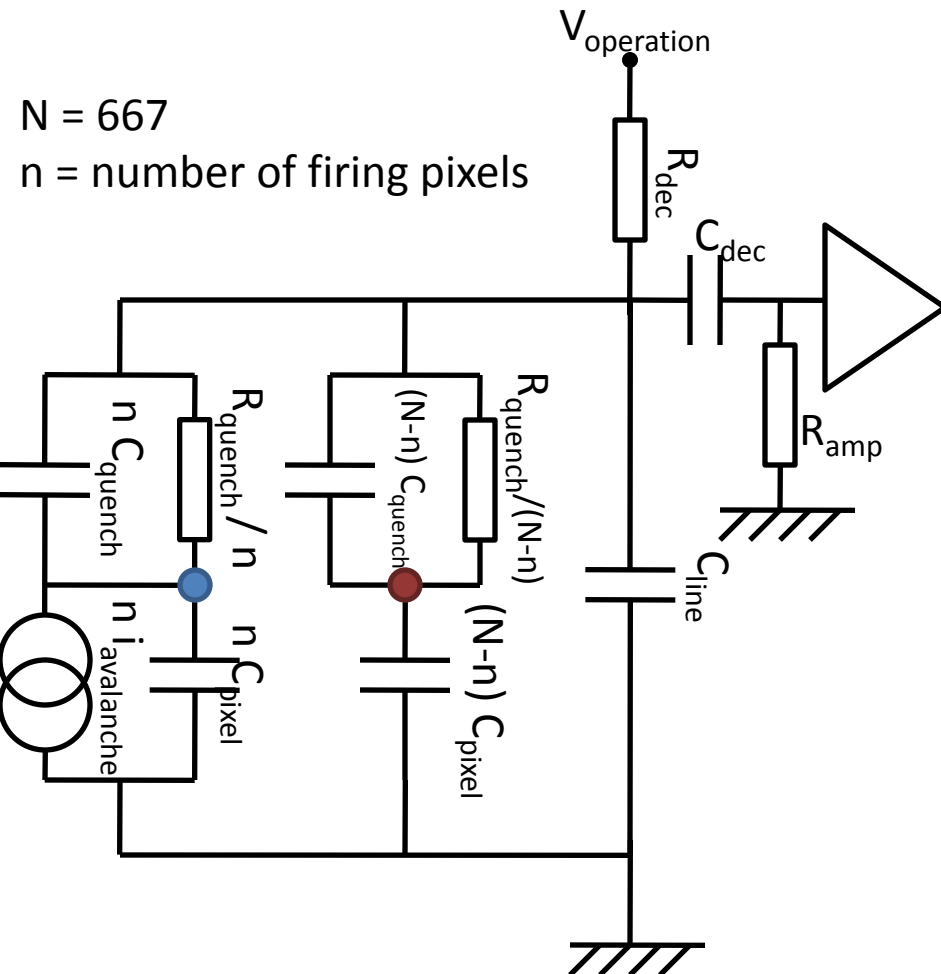 V_operation
N = 667
n = number of firing pixels
R_dec
C_dec
R_amp
n C_quench
R_quench / n
(N-n) C_quench
R_quench/(N-n)
C_line
n i_avalanche
n C_pixel
(N-n) C_pixel